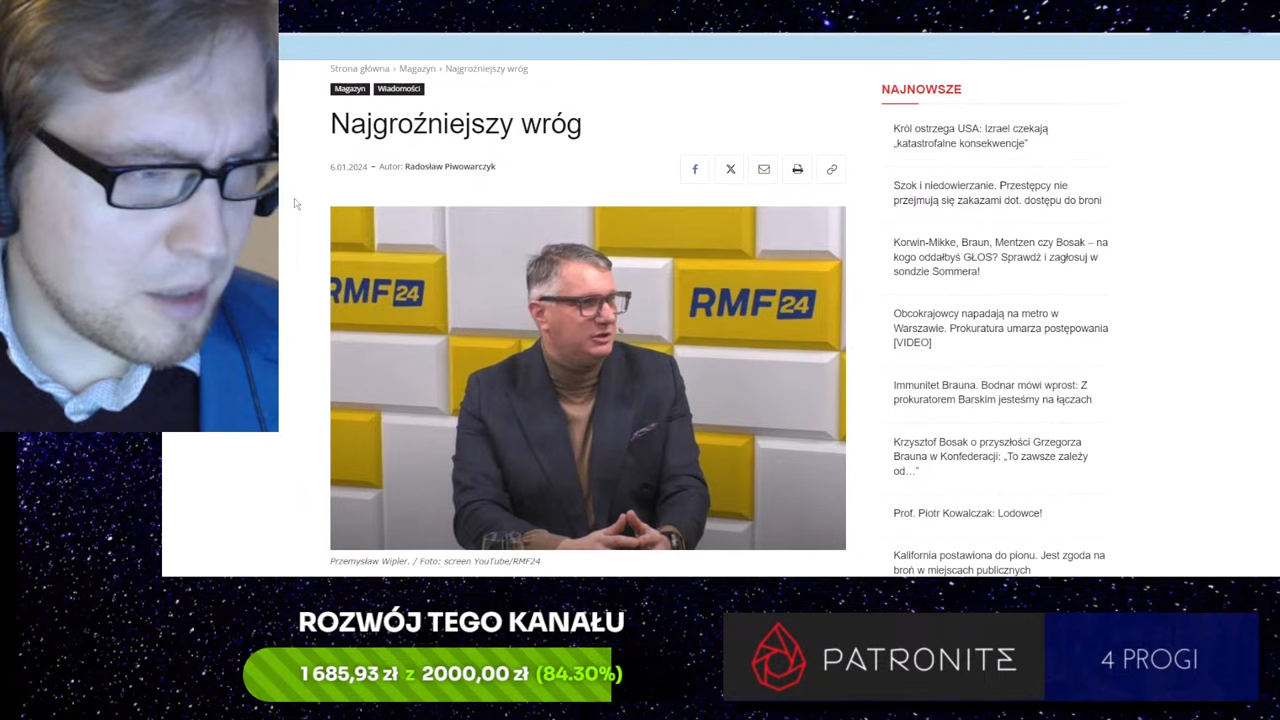 Strona główna › Magazyn › Najgroźniejszy wróg
Magazyn Wiadomości
Najgroźniejszy wróg
6.01.2024 – Autor: Radosław Piwowarczyk
RMF24
RMF24
Przemysław Wipler. / Foto: screen YouTube/RMF24
NAJNOWSZE
Król ostrzega USA: Izrael czekają
„katastrofalne konsekwencje”
Szok i niedowierzanie. Przestępcy nie
przejmują się zakazami dot. dostępu do broni
Korwin-Mikke, Braun, Mentzen czy Bosak – na
kogo oddałbyś GŁOS? Sprawdź i zagłosuj w
sondzie Sommera!
Obcokrajowcy napadają na metro w
Warszawie. Prokuratura umarza postępowania
[VIDEO]
Immunitet Brauna. Bodnar mówi wprost: Z
prokuratorem Barskim jesteśmy na łączach
Krzysztof Bosak o przyszłości Grzegorza
Brauna w Konfederacji: „To zawsze zależy
od…”
Prof. Piotr Kowalczak: Lodowce!
Kalifornia postawiona do pionu. Jest zgoda na
broń w miejscach publicznych
ROZWÓJ TEGO KANAŁU
1 685,93 zł z 2000,00 zł (84.30%)
PATRONITE
4 PROGI